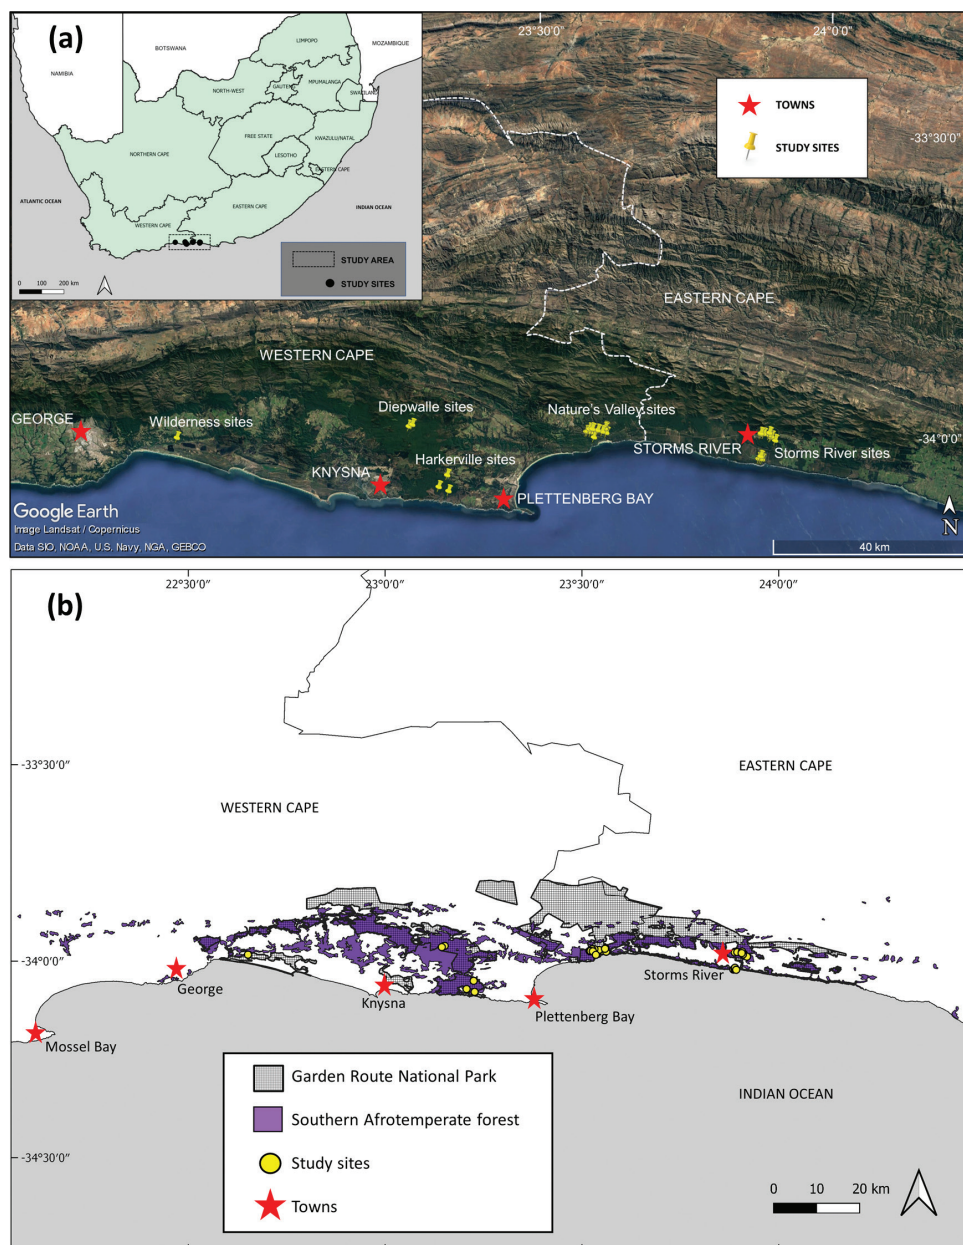 (a)
BOTSWANA
NAMIBIA
LIMPOPO
MOZAMBIQUE
NORTH-WEST
GAUTENG
MPUMALANGA
SWAZILAND
FREE STATE
KWAZULU/NATAL
NORTHERN CAPE
LESOTHO
EASTERN CAPE
ATLANTIC OCEAN
WESTERN CAPE
EASTERN CAPE
INDIAN OCEAN
STUDY AREA
STUDY SITES
0 100 200 km
23°30'0"
24°0'0"
TOWNS
STUDY SITES
-33°30'0"
EASTERN CAPE
WESTERN CAPE
GEORGE
Wilderness sites
Diepwalle sites
Nature's Valley sites
-34°0'0"
KNYSNA
Harkerville sites
STORMS RIVER
Storms River sites
PLETTENBERG BAY
Google Earth
Image Landsat / Copernicus
Data SIO, NOAA, U.S. Navy, NGA, GEBCO
N
40 km
22°30'0"
23°0'0"
23°30'0"
24°0'0"
(b)
-33°30'0"
EASTERN CAPE
WESTERN CAPE
-34°0'0"
George
Knysna
Storms River
Plettenberg Bay
Mossel Bay
Garden Route National Park
Southern Afrotemperate forest
Study sites
Towns
INDIAN OCEAN
-34°30'0"
0 10 20 km